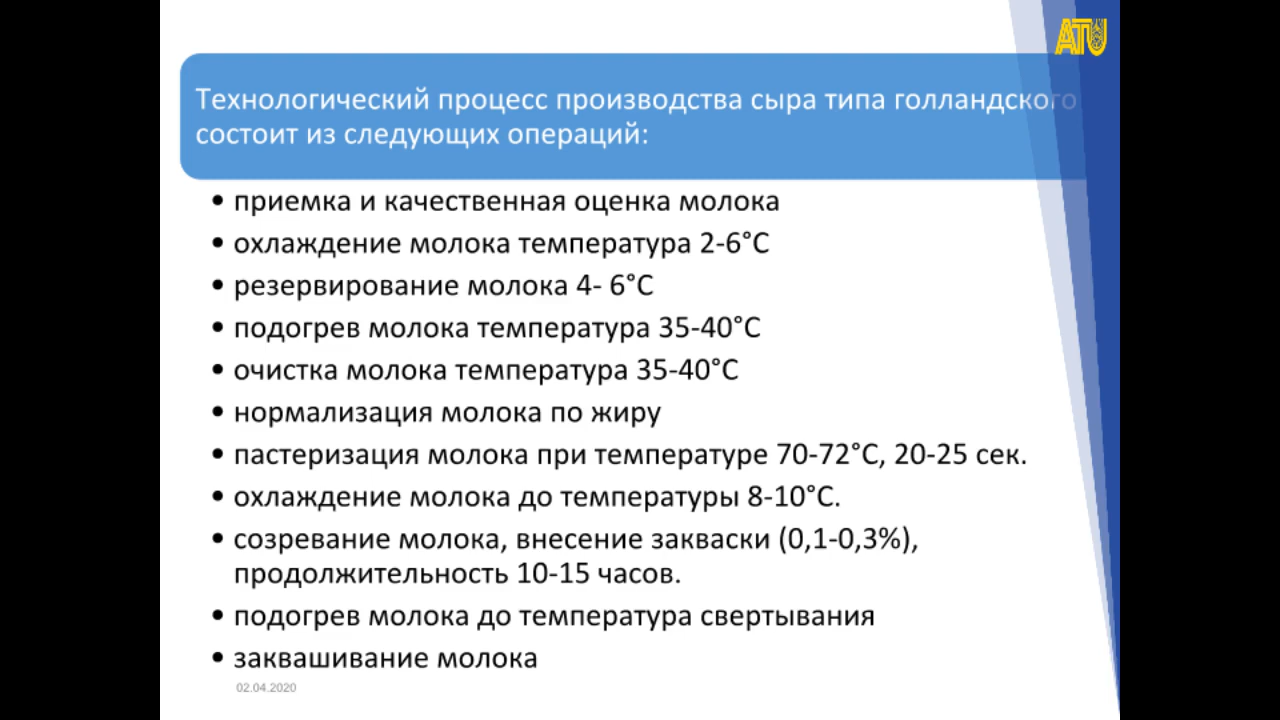 ATU
Технологический процесс производства сыра типа голландского
состоит из следующих операций:
• приемка и качественная оценка молока
• охлаждение молока температура 2-6°С
• резервирование молока 4- 6°С
• подогрев молока температура 35-40°С
• очистка молока температура 35-40°С
• нормализация молока по жиру
• пастеризация молока при температуре 70-72°С, 20-25 сек.
• охлаждение молока до температуры 8-10°С.
• созревание молока, внесение закваски (0,1-0,3%),
продолжительность 10-15 часов.
• подогрев молока до температура свертывания
• заквашивание молока
02.04.2020